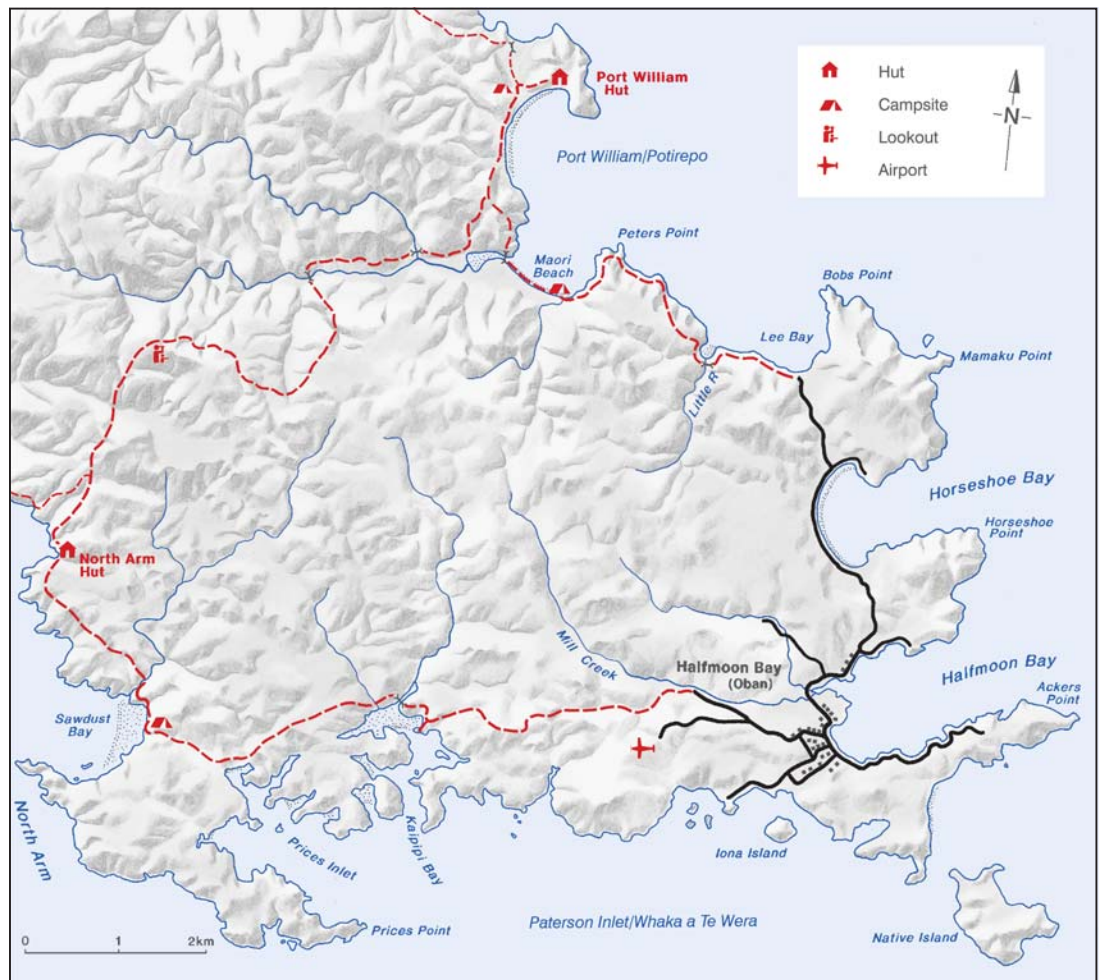 Port William
Hut
Hut
Campsite
Lookout
Airport
N
Port William/Potirepo
Peters Point
Maori
Beach
Bobs Point
Lee Bay
Mamaku Point
Little R
Horseshoe Bay
Horseshoe
Point
North Arm
Hut
Mill Creek
Halfmoon Bay
(Oban)
Halfmoon Bay
Ackers
Point
Sawdust
Bay
North Arm
Kaipipi Bay
Prices Inlet
Iona Island
Paterson Inlet/Whaka a Te Wera
Prices Point
Native Island
0 1 2km